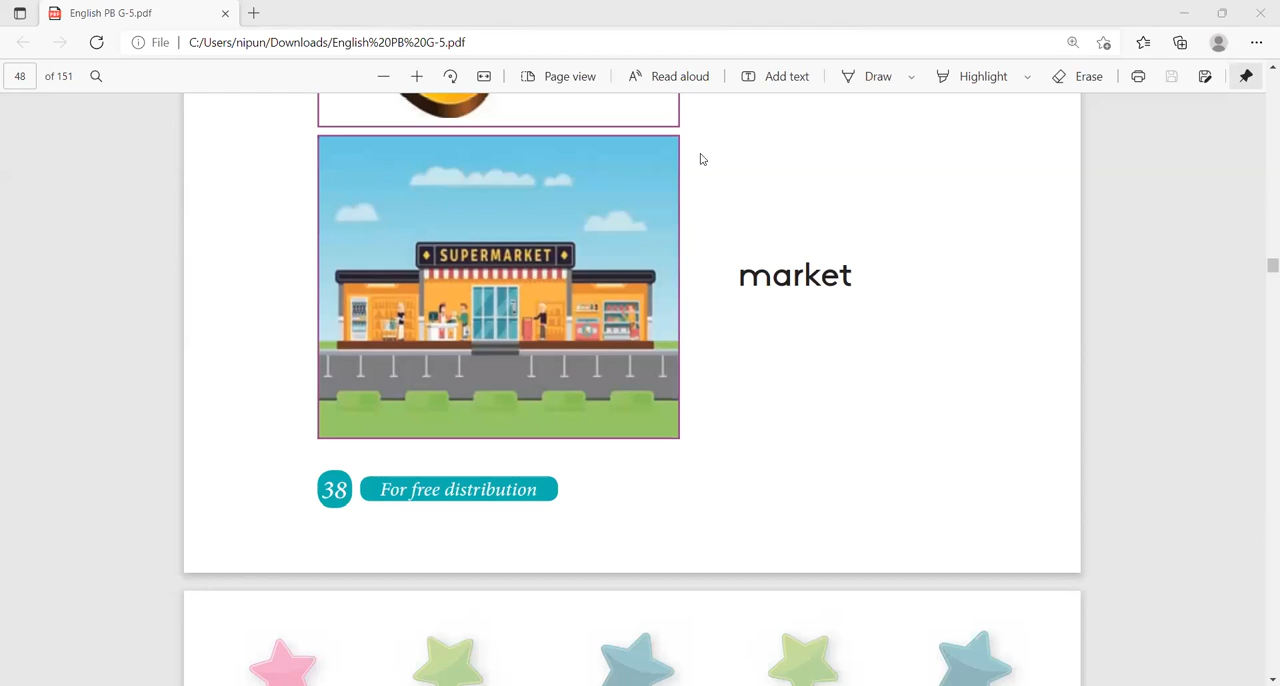 English PB G-5.pdf
File | C:/Users/nipun/Downloads/English%20PB%20G-5.pdf
48 of 151 Page view Read aloud Add text Draw Highlight Erase
SUPERMARKET
market
38 For free distribution